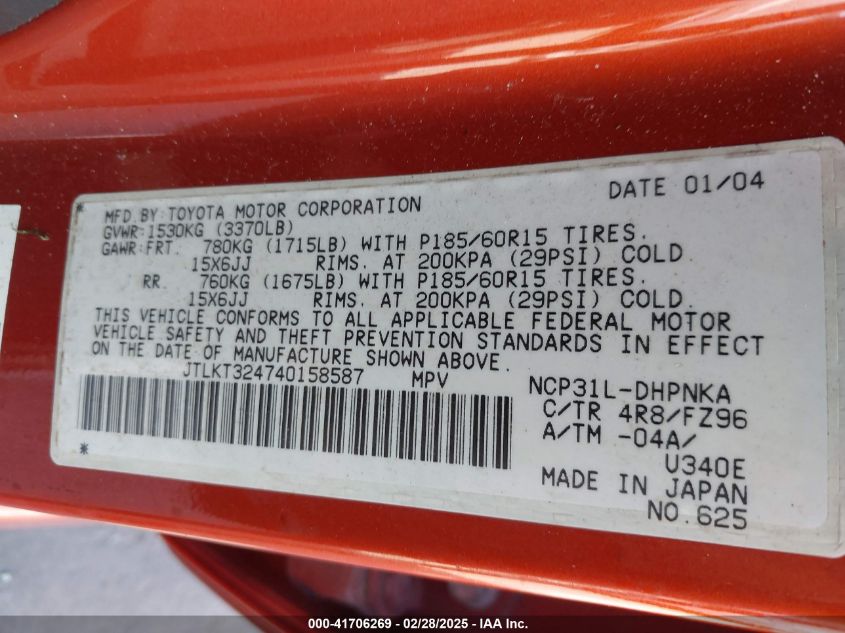 DATE 01/04
MFD.BY:TOYOTA MOTOR CORPORATION
GVWR:1530KG (3370LB)
GAWR:FRT. 780KG (1715LB) WITH P185/60R15 TIRES.
15X6JJ RIMS. AT 200KPA (29PSI) COLD
RR. 760KG (1675LB) WITH P185/60R15 TIRES.
15X6JJ RIMS. AT 200KPA (29PSI) COLD.
THIS VEHICLE CONFORMS TO ALL APPLICABLE FEDERAL MOTOR
VEHICLE SAFETY AND THEFT PREVENTION STANDARDS IN EFFECT
ON THE DATE OF MANUFACTURE SHOWN ABOVE.
JTLKT324740158587 MPV NCP31L-DHPNKA
C/TR 4R8/FZ96
A/TM -04A/
U340E
MADE IN JAPAN
NO.625
* *
000-41706269 - 02/28/2025 - IAA Inc.